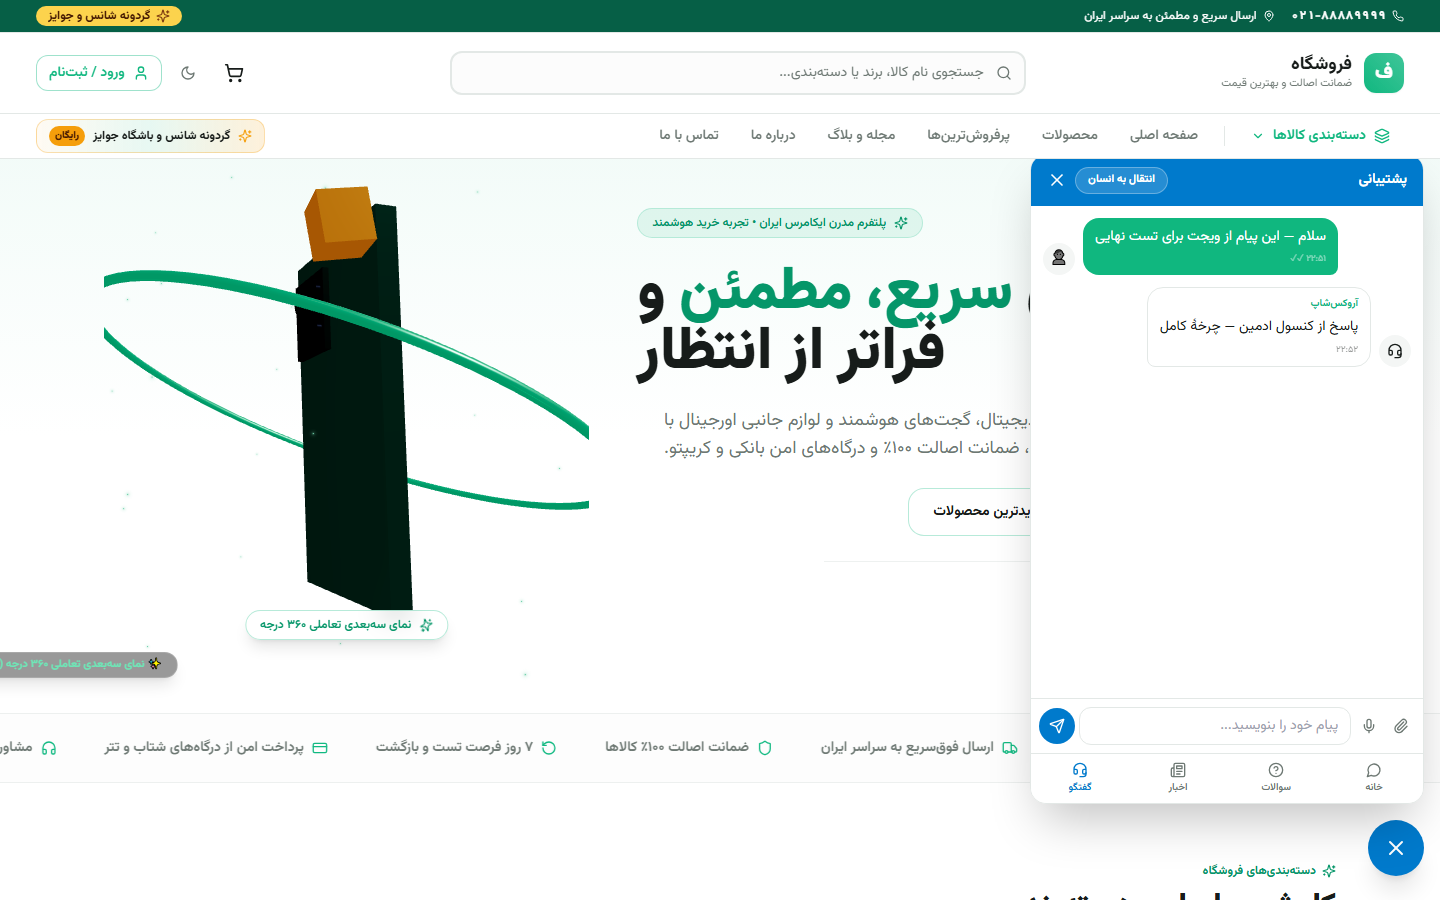 ۰۲۱-۸۸۸۸۹۹۹۹
ارسال سریع و مطمئن به سراسر ایران
گردونه شانس و جوایز
ف
فروشگاه
ضمانت اصالت و بهترین قیمت
جستجوی نام کالا، برند یا دسته‌بندی...
ورود / ثبت‌نام
دسته‌بندی کالاها
صفحه اصلی
محصولات
پرفروش‌ترین‌ها
مجله و بلاگ
درباره ما
تماس با ما
گردونه شانس و باشگاه جوایز
رایگان
پلتفرم مدرن ایکامرس ایران • تجربه خرید هوشمند
سریع، مطمئن و
فراتر از انتظار
دیجیتال، گجت‌های هوشمند و لوازم جانبی اورجینال با
، ضمانت اصالت ۱۰۰٪ و درگاه‌های امن بانکی و کریپتو.
محصولات
نمای سه‌بعدی تعاملی ۳۶۰ درجه
نمای سه‌بعدی تعاملی ۳۶۰ درجه (
پشتیبانی
انتقال به انسان
سلام – این پیام از ویجت برای تست نهایی
۲۲:۵۱ ✓✓
آروکس‌شاپ
پاسخ از کنسول ادمین – چرخهٔ کامل
۲۲:۵۲
پیام خود را بنویسید...
خانه
سوالات
اخبار
گفتگو
ارسال فوق‌سریع به سراسر ایران
ضمانت اصالت ۱۰۰٪ کالاها
۷ روز فرصت تست و بازگشت
پرداخت امن از درگاه‌های شتاب و تتر
دسته‌بندی‌های فروشگاه